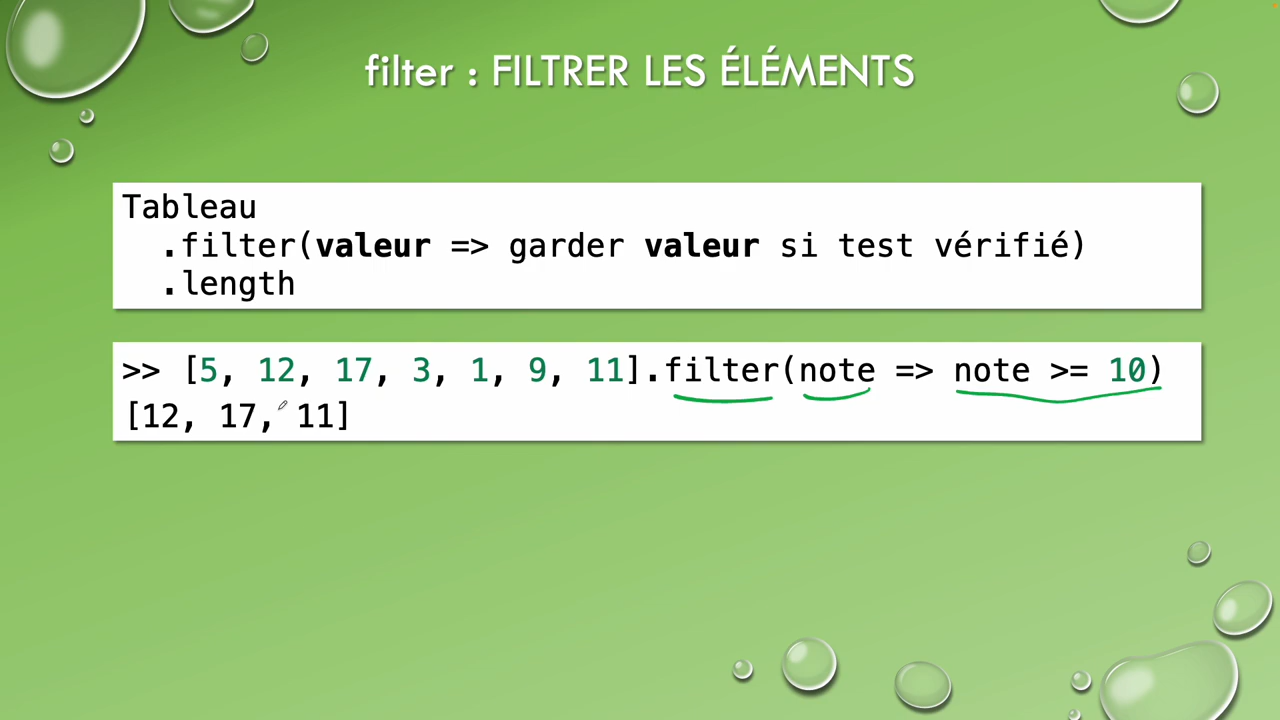 filter : FILTRER LES ÉLÉMENTS
Tableau
.filter(valeur => garder valeur si test vérifié)
.length
>> [5, 12, 17, 3, 1, 9, 11].filter(note => note >= 10)
[12, 17, 11]